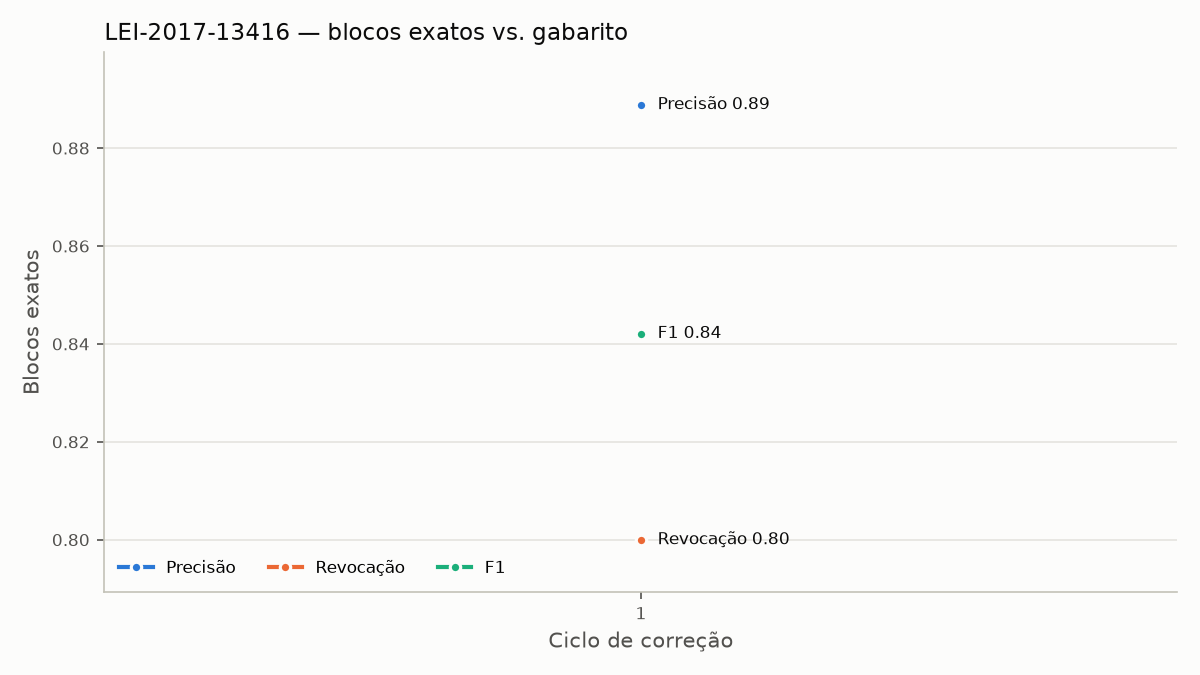 LEI-2017-13416 — blocos exatos vs. gabarito
Precisão 0.89
0.88
0.86
F1 0.84
0.84
0.82
Revocação 0.80
0.80
Blocos exatos
Precisão Revocação F1
1
Ciclo de correção